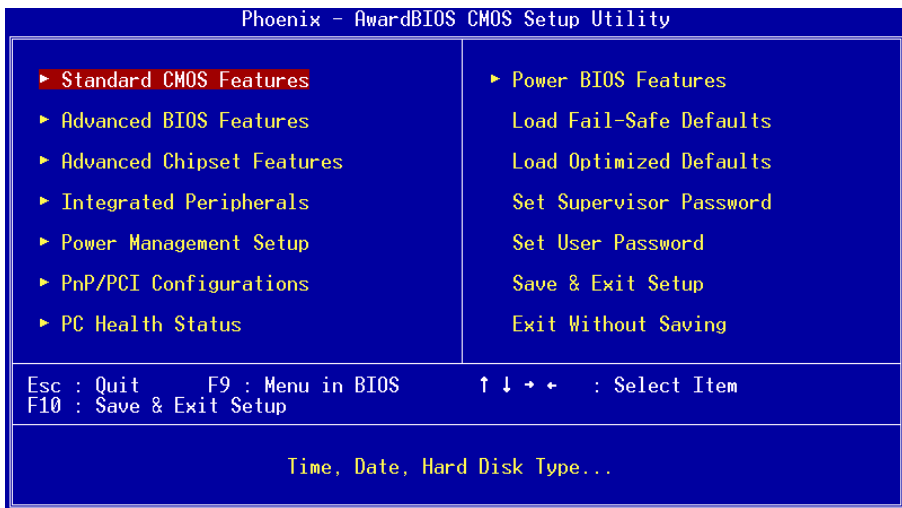 Phoenix - AwardBIOS CMOS Setup Utility
► Standard CMOS Features
► Advanced BIOS Features
► Advanced Chipset Features
► Integrated Peripherals
► Power Management Setup
► PnP/PCI Configurations
► PC Health Status
► Power BIOS Features
Load Fail-Safe Defaults
Load Optimized Defaults
Set Supervisor Password
Set User Password
Save & Exit Setup
Exit Without Saving
Esc : Quit F9 : Menu in BIOS ↑ ↓ → ← : Select Item
F10 : Save & Exit Setup
Time, Date, Hard Disk Type...